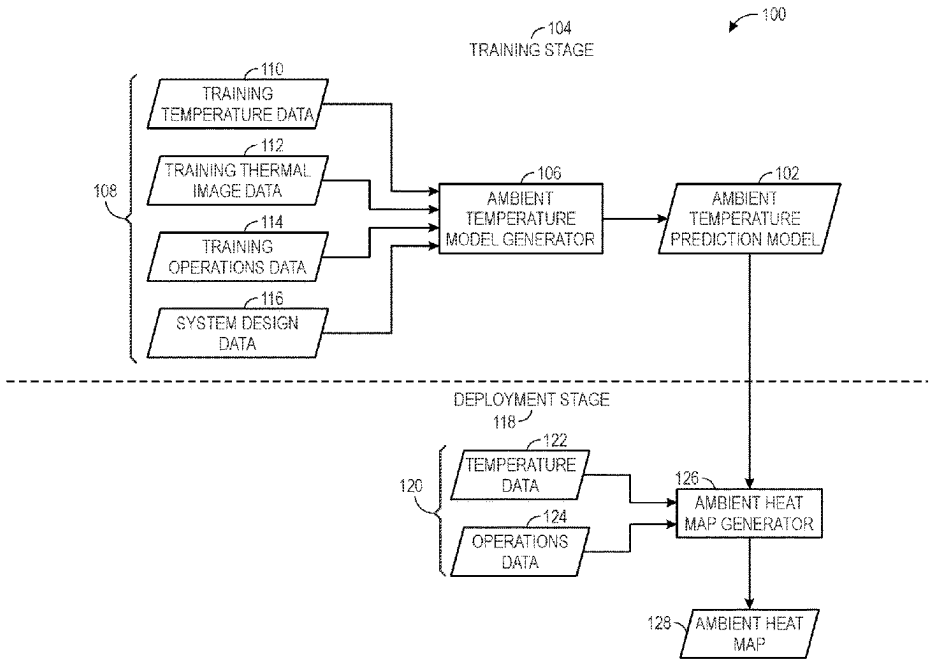 100
104
TRAINING STAGE
110
TRAINING
TEMPERATURE DATA
112
TRAINING THERMAL
IMAGE DATA
108
114
TRAINING
OPERATIONS DATA
116
SYSTEM DESIGN
DATA
106
AMBIENT
TEMPERATURE
MODEL GENERATOR
102
AMBIENT
TEMPERATURE
PREDICTION MODEL
DEPLOYMENT STAGE
118
122
TEMPERATURE
DATA
120
124
OPERATIONS
DATA
126
AMBIENT HEAT
MAP GENERATOR
128
AMBIENT HEAT
MAP